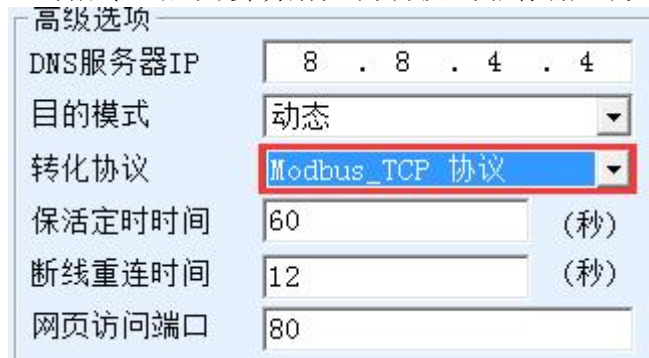 高级选项
DNS服务器IP 8 . 8 . 4 . 4
目的模式 动态
转化协议 Modbus_TCP 协议
保活定时时间 60 (秒)
断线重连时间 12 (秒)
网页访问端口 80